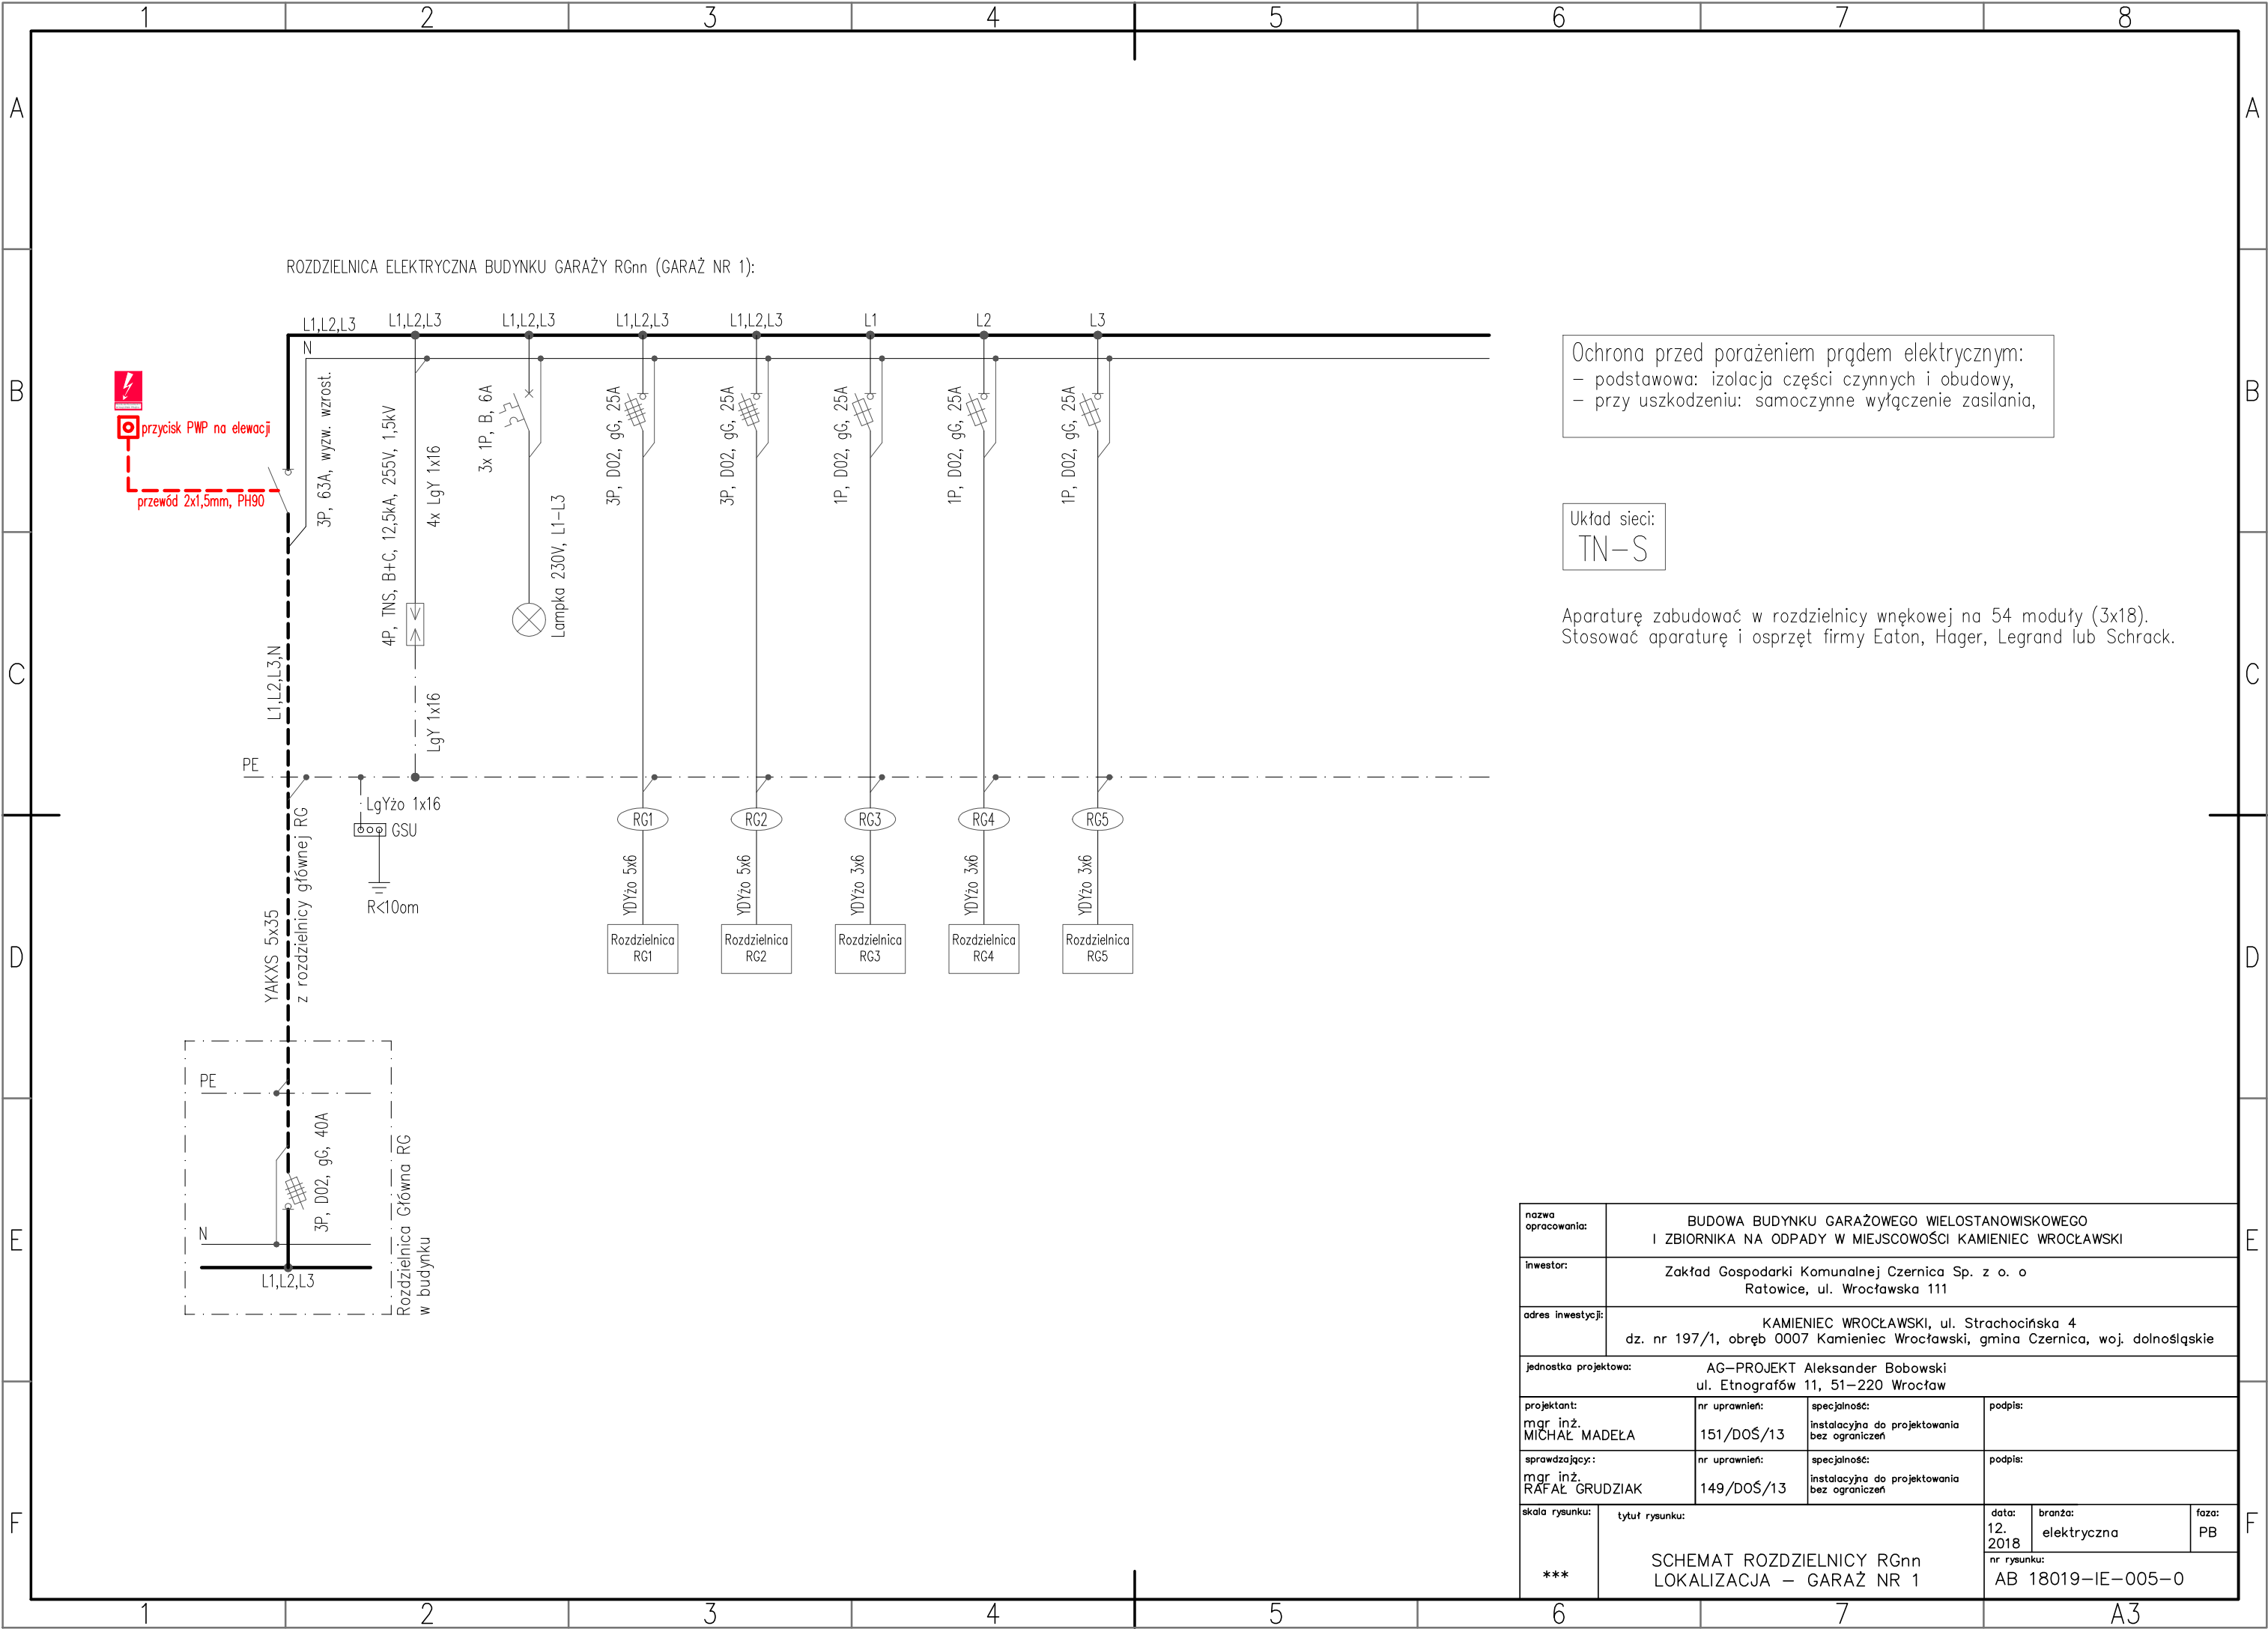 1 2 3 4 5 6 7 8
A A
B B
C C
D D
E E
F F
ROZDZIELNICA ELEKTRYCZNA BUDYNKU GARAŻY RGnn (GARAŻ NR 1):
L1,L2,L3
L1,L2,L3
L1,L2,L3
L1,L2,L3
L1,L2,L3
L1
L2
L3
N
przycisk PWP na elewacji
przewód 2x1,5mm, PH90
3P, 63A, wyzw. wzrost.
4P, TNS, B+C, 12,5kA, 255V, 1,5kV
4x LgY 1x16
3x 1P, B, 6A
Lampka 230V, L1-L3
3P, D02, gG, 25A
3P, D02, gG, 25A
1P, D02, gG, 25A
1P, D02, gG, 25A
1P, D02, gG, 25A
L1,L2,L3,N
LgY 1x16
PE
LgYżo 1x16
GSU
R<10om
YAKXS 5x35
z rozdzielnicy głównej RG
RG1
RG2
RG3
RG4
RG5
YDYżo 5x6
YDYżo 5x6
YDYżo 3x6
YDYżo 3x6
YDYżo 3x6
Rozdzielnica
RG1
Rozdzielnica
RG2
Rozdzielnica
RG3
Rozdzielnica
RG4
Rozdzielnica
RG5
PE
3P, D02, gG, 40A
N
L1,L2,L3
Rozdzielnica Główna RG
w budynku
Ochrona przed porażeniem prądem elektrycznym:
- podstawowa: izolacja części czynnych i obudowy,
- przy uszkodzeniu: samoczynne wyłączenie zasilania,
Układ sieci:
TN-S
Aparaturę zabudować w rozdzielnicy wnękowej na 54 moduły (3x18).
Stosować aparaturę i osprzęt firmy Eaton, Hager, Legrand lub Schrack.
nazwa
opracowania:
BUDOWA BUDYNKU GARAŻOWEGO WIELOSTANOWISKOWEGO
I ZBIORNIKA NA ODPADY W MIEJSCOWOŚCI KAMIENIEC WROCŁAWSKI
inwestor:
Zakład Gospodarki Komunalnej Czernica Sp. z o. o
Ratowice, ul. Wrocławska 111
adres inwestycji:
KAMIENIEC WROCŁAWSKI, ul. Strachocińska 4
dz. nr 197/1, obręb 0007 Kamieniec Wrocławski, gmina Czernica, woj. dolnośląskie
jednostka projektowa:
AG-PROJEKT Aleksander Bobowski
ul. Etnografów 11, 51-220 Wrocław
projektant:
mgr inż.
MICHAŁ MADEŁA
nr uprawnień:
151/DOŚ/13
specjalność:
instalacyjna do projektowania
bez ograniczeń
podpis:
sprawdzający::
mgr inż.
RAFAŁ GRUDZIAK
nr uprawnień:
149/DOŚ/13
specjalność:
instalacyjna do projektowania
bez ograniczeń
podpis:
skala rysunku:
***
tytuł rysunku:
SCHEMAT ROZDZIELNICY RGnn
LOKALIZACJA - GARAŻ NR 1
data:
12.
2018
branża:
elektryczna
faza:
PB
nr rysunku:
AB 18019-IE-005-0
1 2 3 4 5 6 7 A3